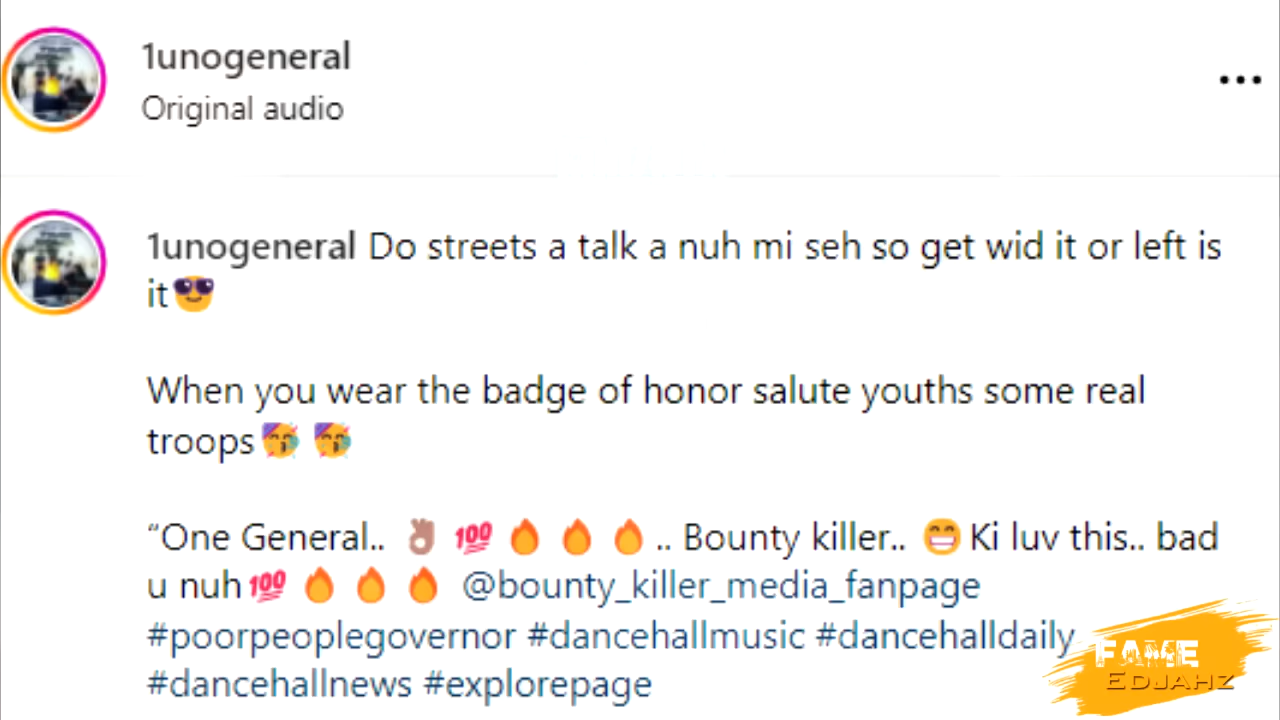 1unogeneral
Original audio
1unogeneral Do streets a talk a nuh mi seh so get wid it or left is
it😎
When you wear the badge of honor salute youths some real
troops🥳 🥳
“One General.. 👌🏽 💯 🔥 🔥 🔥 .. Bounty killer.. 😁Ki luv this.. bad
u nuh💯 🔥 🔥 🔥 @bounty_killer_media_fanpage
#poorpeoplegovernor #dancehallmusic #dancehalldaily
#dancehallnews #explorepage
FAME
EDJAHZ